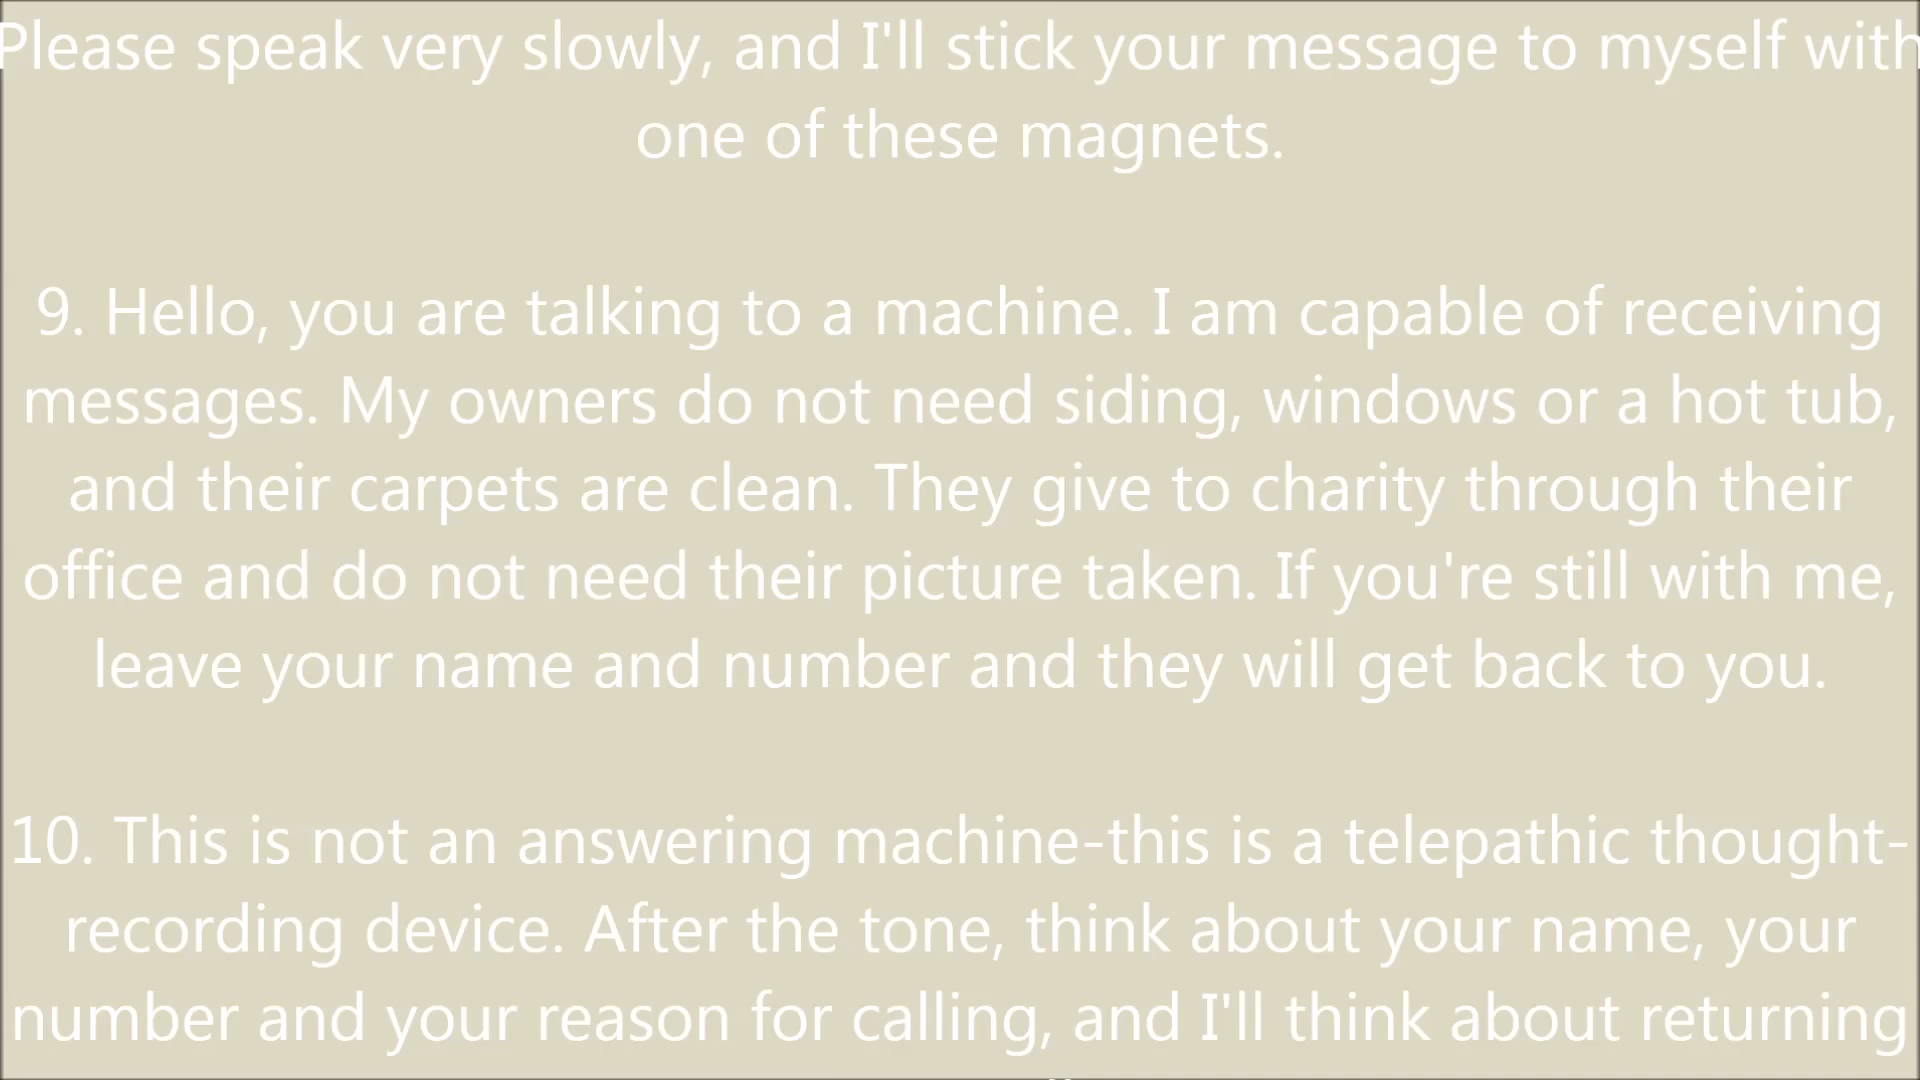 Please speak very slowly, and I'll stick your message to myself with
one of these magnets.
9. Hello, you are talking to a machine. I am capable of receiving
messages. My owners do not need siding, windows or a hot tub,
and their carpets are clean. They give to charity through their
office and do not need their picture taken. If you're still with me,
leave your name and number and they will get back to you.
10. This is not an answering machine-this is a telepathic thought-
recording device. After the tone, think about your name, your
number and your reason for calling, and I'll think about returning